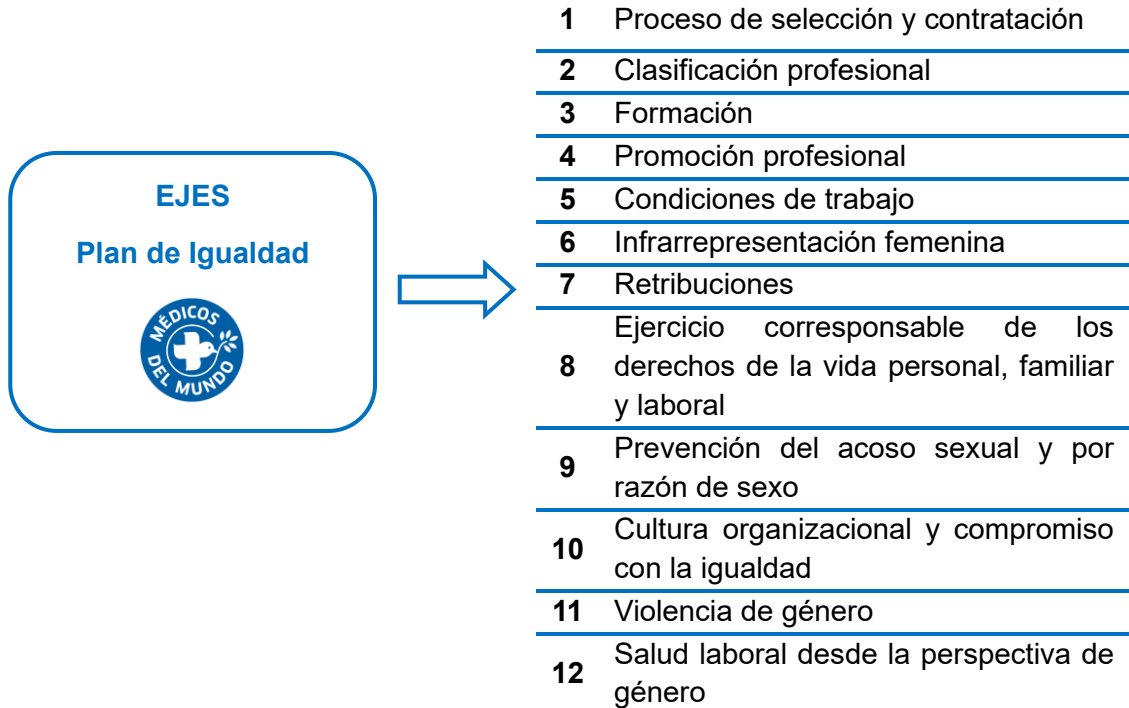 EJES
Plan de Igualdad
MÉDICOS
DEL MUNDO
1 Proceso de selección y contratación
2 Clasificación profesional
3 Formación
4 Promoción profesional
5 Condiciones de trabajo
6 Infrarrepresentación femenina
7 Retribuciones
Ejercicio corresponsable de los
8 derechos de la vida personal, familiar
y laboral
9 Prevención del acoso sexual y por
razón de sexo
10 Cultura organizacional y compromiso
con la igualdad
11 Violencia de género
12 Salud laboral desde la perspectiva de
género